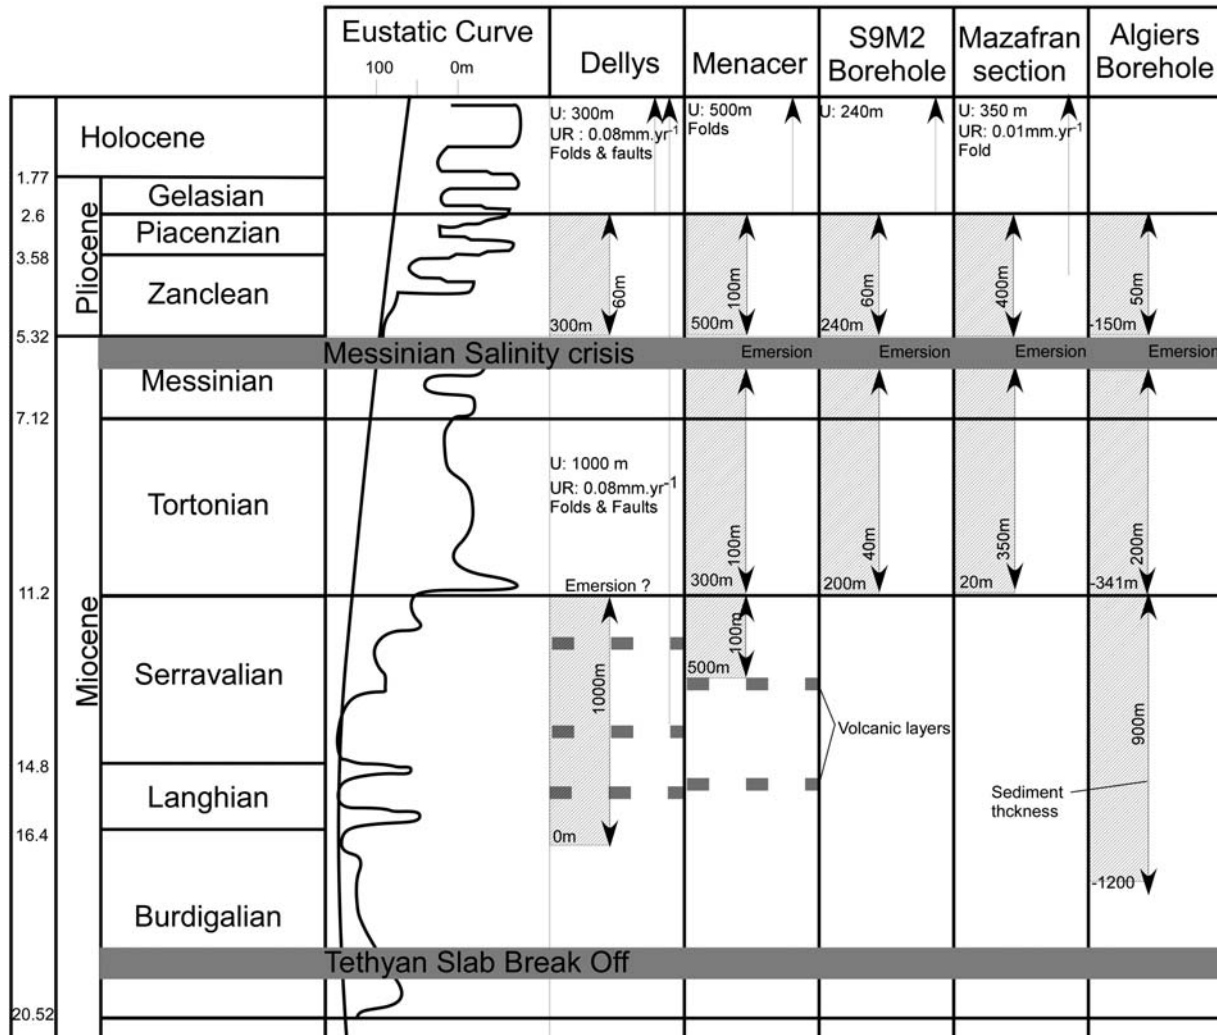 Eustatic Curve
100 0m
Dellys
Menacer
S9M2
Borehole
Mazafran
section
Algiers
Borehole
Holocene
U: 300m
UR : 0.08mm.yr-1
Folds & faults
U: 500m
Folds
U: 240m
U: 350 m
UR: 0.01mm.yr-1
Fold
1.77
Pliocene
Gelasian
2.6
Piacenzian
3.58
Zanclean
60m
300m
100m
500m
60m
240m
400m
50m
-150m
5.32
Messinian Salinity crisis
Emersion
Emersion
Emersion
Emersion
Miocene
Messinian
7.12
Tortonian
U: 1000 m
UR: 0.08mm.yr-1
Folds & Faults
Emersion ?
100m
300m
40m
200m
350m
20m
200m
-341m
11.2
Serravalian
1000m
0m
100m
500m
Volcanic layers
900m
Sediment
thckness
-1200
14.8
Langhian
16.4
Burdigalian
Tethyan Slab Break Off
20.52